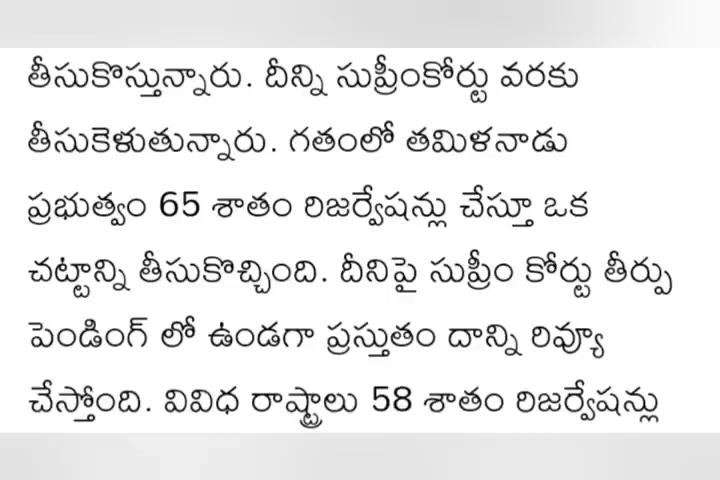 తీసుకొస్తున్నారు. దీన్ని సుప్రీంకోర్టు వరకు
తీసుకెళుతున్నారు. గతంలో తమిళనాడు
ప్రభుత్వం 65 శాతం రిజర్వేషన్లు చేస్తూ ఒక
చట్టాన్ని తీసుకొచ్చింది. దీనిపై సుప్రీం కోర్టు తీర్పు
పెండింగ్ లో ఉండగా ప్రస్తుతం దాన్ని రివ్యూ
చేస్తోంది. వివిధ రాష్ట్రాలు 58 శాతం రిజర్వేషన్లు